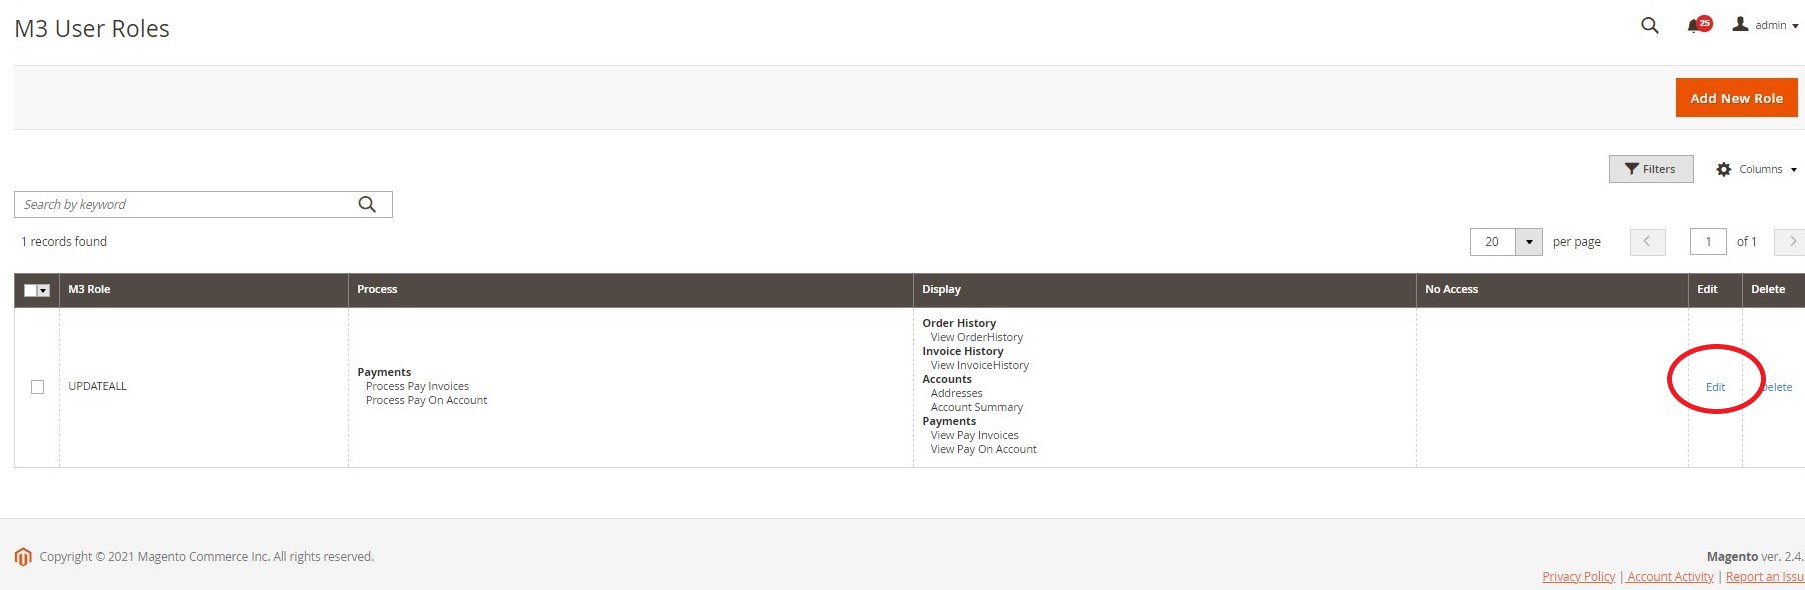 M3 User Roles
25
admin
Add New Role
Filters
Columns
Search by keyword
1 records found
20
per page
1
of 1
M3 Role
Process
Display
No Access
Edit
Delete
UPDATEALL
Payments
Process Pay Invoices
Process Pay On Account
Order History
View OrderHistory
Invoice History
View InvoiceHistory
Accounts
Addresses
Account Summary
Payments
View Pay Invoices
View Pay On Account
Edit
elete
Copyright © 2021 Magento Commerce Inc. All rights reserved.
Magento ver. 2.4.
Privacy Policy | Account Activity | Report an Issu